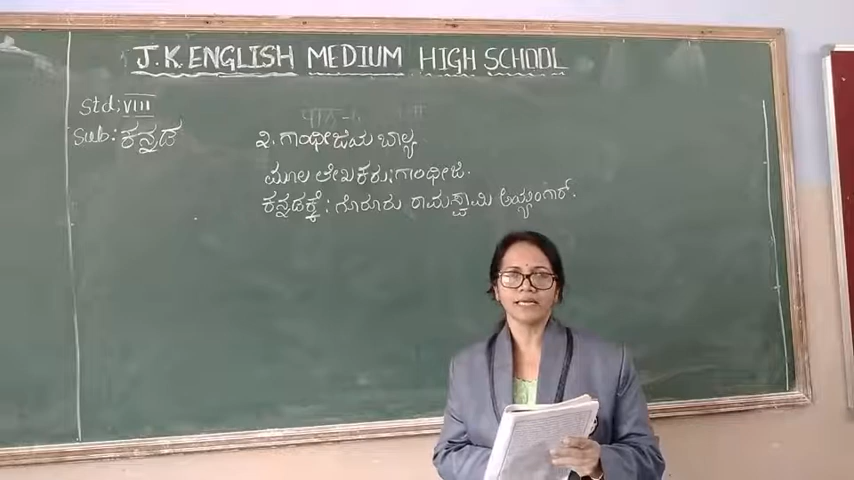 J.K ENGLISH MEDIUM HIGH SCHOOL
Std; VIII
Sub: ಕನ್ನಡ
೨. ಗಾಂಧೀಜಿಯ ಬಾಲ್ಯ
ಮೂಲ ಲೇಖಕರು: ಗಾಂಧೀಜಿ.
ಕನ್ನಡಕ್ಕೆ: ಗೊರೂರು ರಾಮಸ್ವಾಮಿ ಅಯ್ಯಂಗಾರ್.